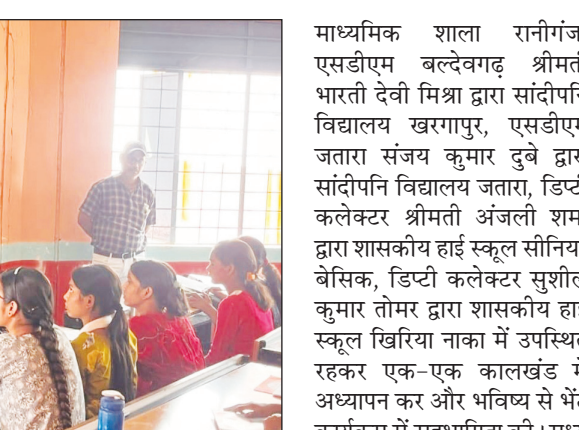 माध्यमिक शाला रानीगंज
एसडीएम बल्देवगढ़ श्रीमती
भारती देवी मिश्रा द्वारा सांदीपनि
विद्यालय खरगापुर, एसडीएम
जतारा संजय कुमार दुबे द्वारा
सांदीपनि विद्यालय जतारा, डिप्टी
कलेक्टर श्रीमती अंजली शर्मा
द्वारा शासकीय हाई स्कूल सीनियर
बेसिक, डिप्टी कलेक्टर सुशील
कुमार तोमर द्वारा शासकीय हाई
स्कूल खिरिया नाका में उपस्थित
रहकर एक-एक कालखंड में
अध्यापन कर और भविष्य से भेंट